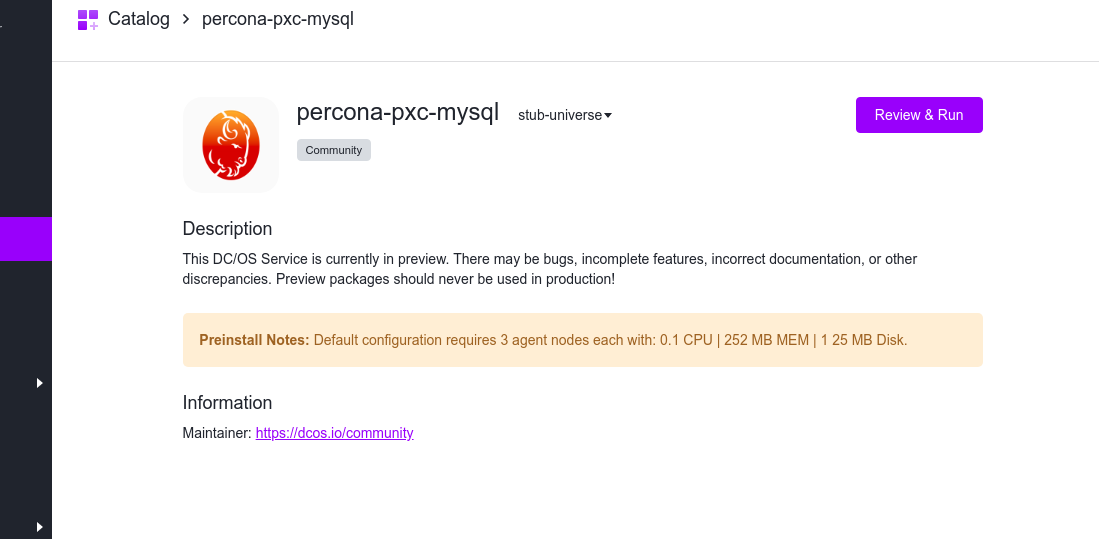 Catalog > percona-pxc-mysql
percona-pxc-mysql stub-universe
Review & Run
Community
Description
This DC/OS Service is currently in preview. There may be bugs, incomplete features, incorrect documentation, or other
discrepancies. Preview packages should never be used in production!
Preinstall Notes: Default configuration requires 3 agent nodes each with: 0.1 CPU | 252 MB MEM | 1 25 MB Disk.
Information
Maintainer: https://dcos.io/community